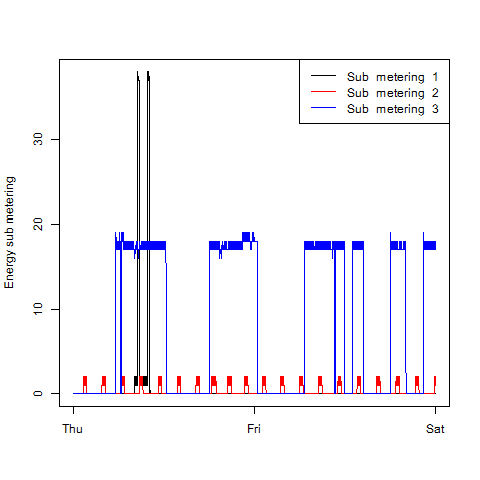 Sub metering 1
Sub metering 2
Sub metering 3
Energy sub metering
30
20
10
0
Thu Fri Sat